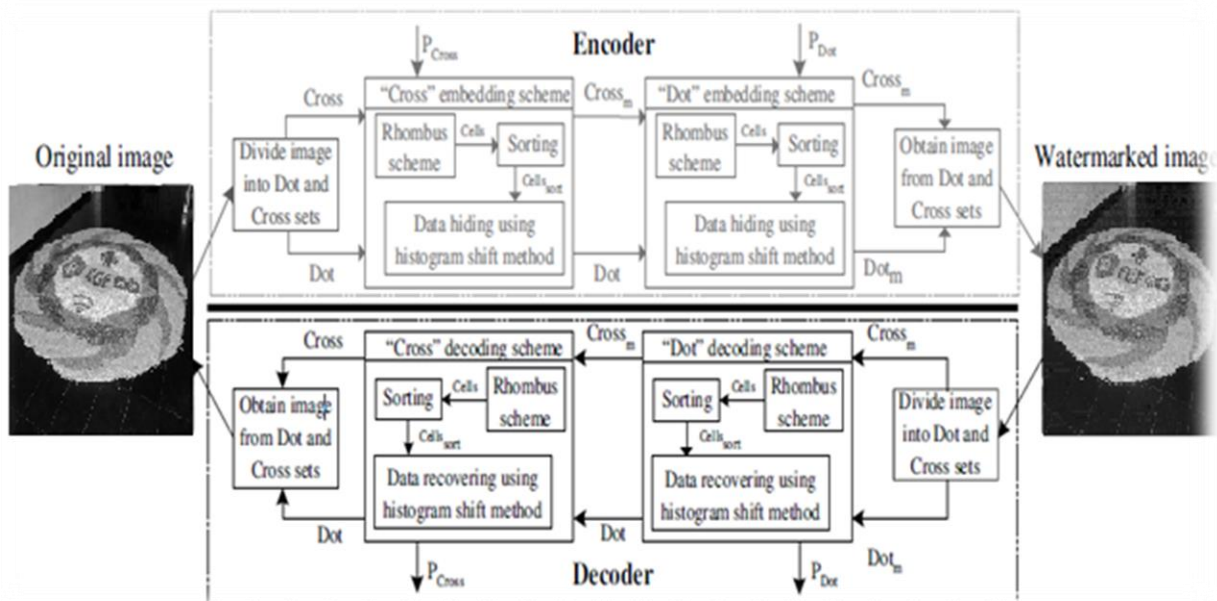 Encoder
P_Cross
P_Dot
Cross
"Cross" embedding scheme
Cross_m
"Dot" embedding scheme
Cross_m
Original image
Divide image
into Dot and
Cross sets
Rhombus
scheme
Cells
Sorting
Cells_sort
Data hiding using
histogram shift method
Rhombus
scheme
Cells
Sorting
Cells_sort
Data hiding using
histogram shift method
Obtain image
from Dot and
Cross sets
Watermarked imag
Dot
Dot
Dot_m
Cross
"Cross" decoding scheme
Cross_m
"Dot" decoding scheme
Cross_m
Obtain image
from Dot and
Cross sets
Sorting
Cells
Rhombus
scheme
Cells_sort
Data recovering using
histogram shift method
Sorting
Cells
Rhombus
scheme
Cells_sort
Data recovering using
histogram shift method
Divide image
into Dot and
Cross sets
Dot
Dot
Dot_m
P_Cross
Decoder
P_Dot